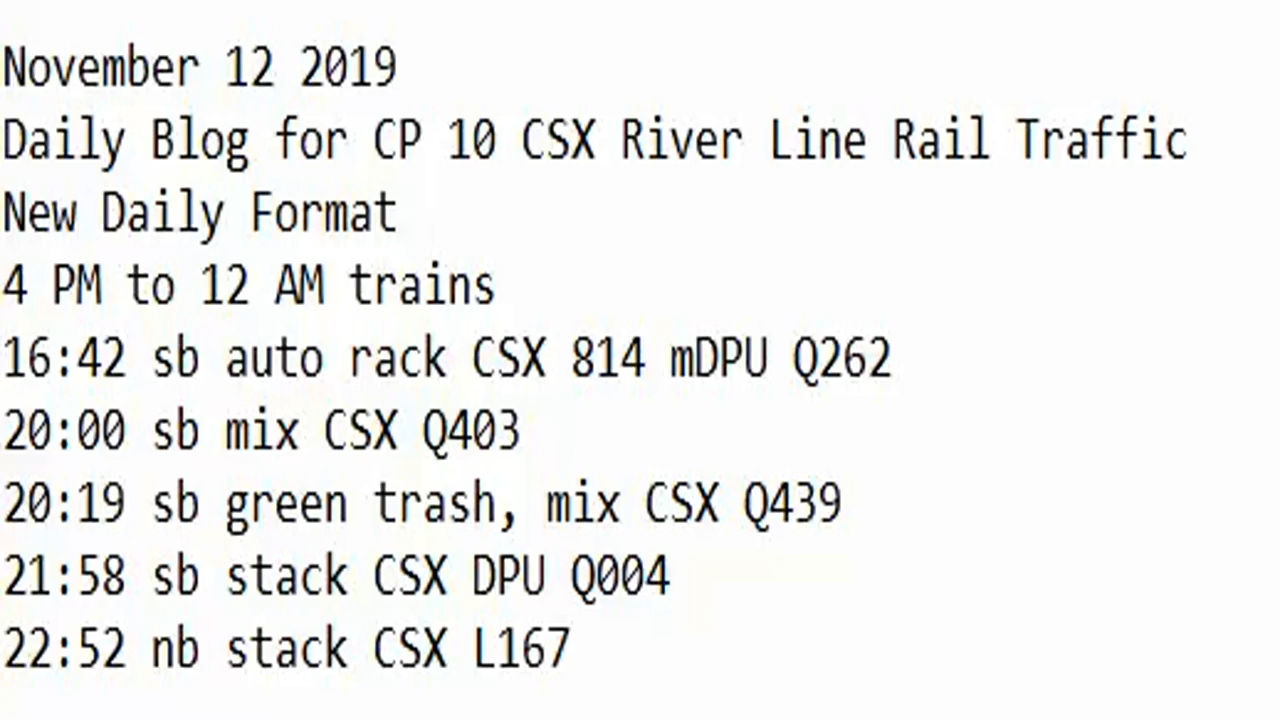 November 12 2019
Daily Blog for CP 10 CSX River Line Rail Traffic
New Daily Format
4 PM to 12 AM trains
16:42 sb auto rack CSX 814 mDPU Q262
20:00 sb mix CSX Q403
20:19 sb green trash, mix CSX Q439
21:58 sb stack CSX DPU Q004
22:52 nb stack CSX L167